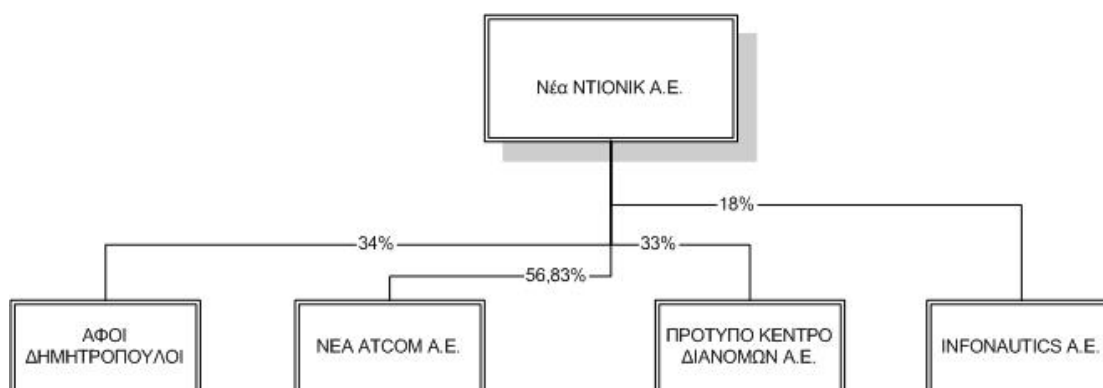 Νέα ΝΤΙΟΝΙΚ Α.Ε.
18%
34%
33%
56,83%
ΑΦΟΙ
ΔΗΜΗΤΡΟΠΟΥΛΟΙ
ΝΕΑ ATCOM Α.Ε.
ΠΡΟΤΥΠΟ ΚΕΝΤΡΟ
ΔΙΑΝΟΜΩΝ Α.Ε.
INFONAUTICS Α.Ε.